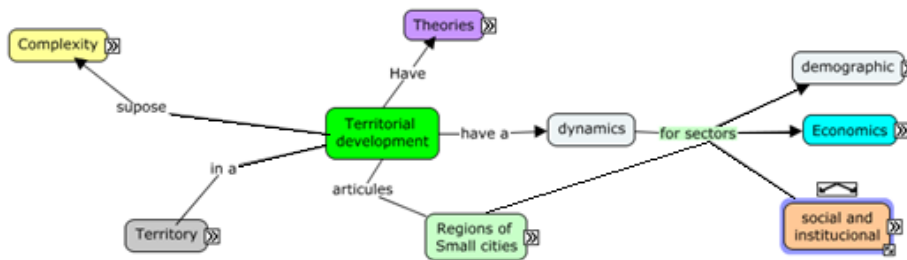 Theories
Complexity
Have
demographic
supose
Territorial
development
have a
dynamics
for sectors
Economics
in a
articules
Territory
Regions of
Small cities
social and
institucional